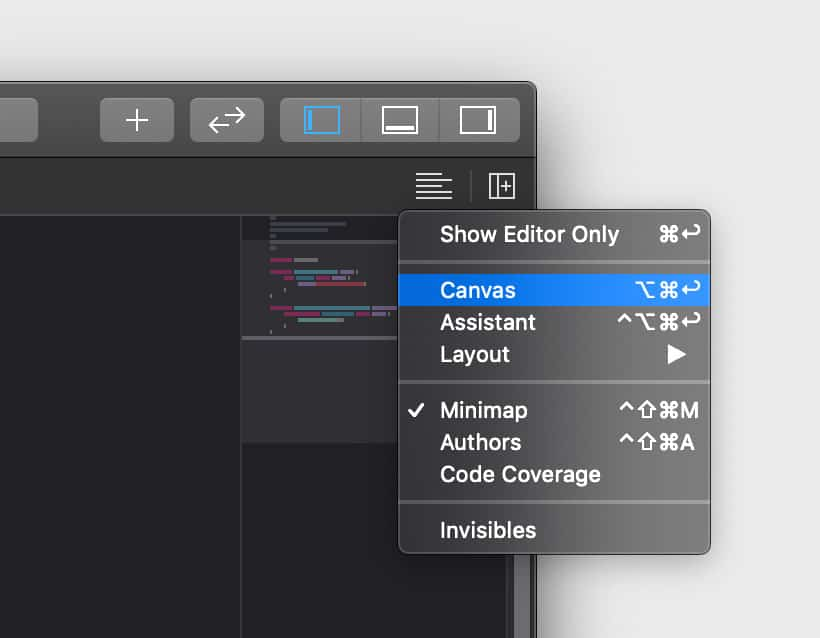 Show Editor Only ⌘↩
Canvas ⌥⌘↩
Assistant ^⌥⌘↩
Layout ▶
✓ Minimap ^⇧⌘M
Authors ^⇧⌘A
Code Coverage
Invisibles